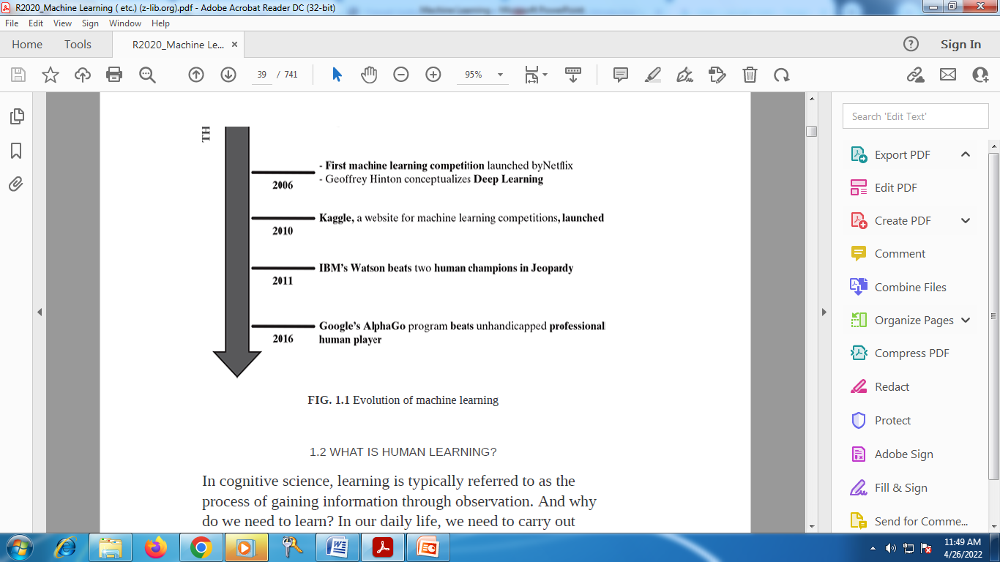 R2020_Machine Learning ( etc.) (z-lib.org).pdf - Adobe Acrobat Reader DC (32-bit)
File Edit View Sign Window Help
Home Tools R2020_Machine Le... × Sign In
39 / 741 95%
TH
- First machine learning competition launched byNetflix
2006 - Geoffrey Hinton conceptualizes Deep Learning
Kaggle, a website for machine learning competitions, launched
2010
IBM's Watson beats two human champions in Jeopardy
2011
Google's AlphaGo program beats unhandicapped professional
2016 human player
FIG. 1.1 Evolution of machine learning
1.2 WHAT IS HUMAN LEARNING?
In cognitive science, learning is typically referred to as the
process of gaining information through observation. And why
do we need to learn? In our daily life, we need to carry out
Search 'Edit Text'
Export PDF
Edit PDF
Create PDF
Comment
Combine Files
Organize Pages
Compress PDF
Redact
Protect
Adobe Sign
Fill & Sign
Send for Comme...
11:49 AM
4/26/2022